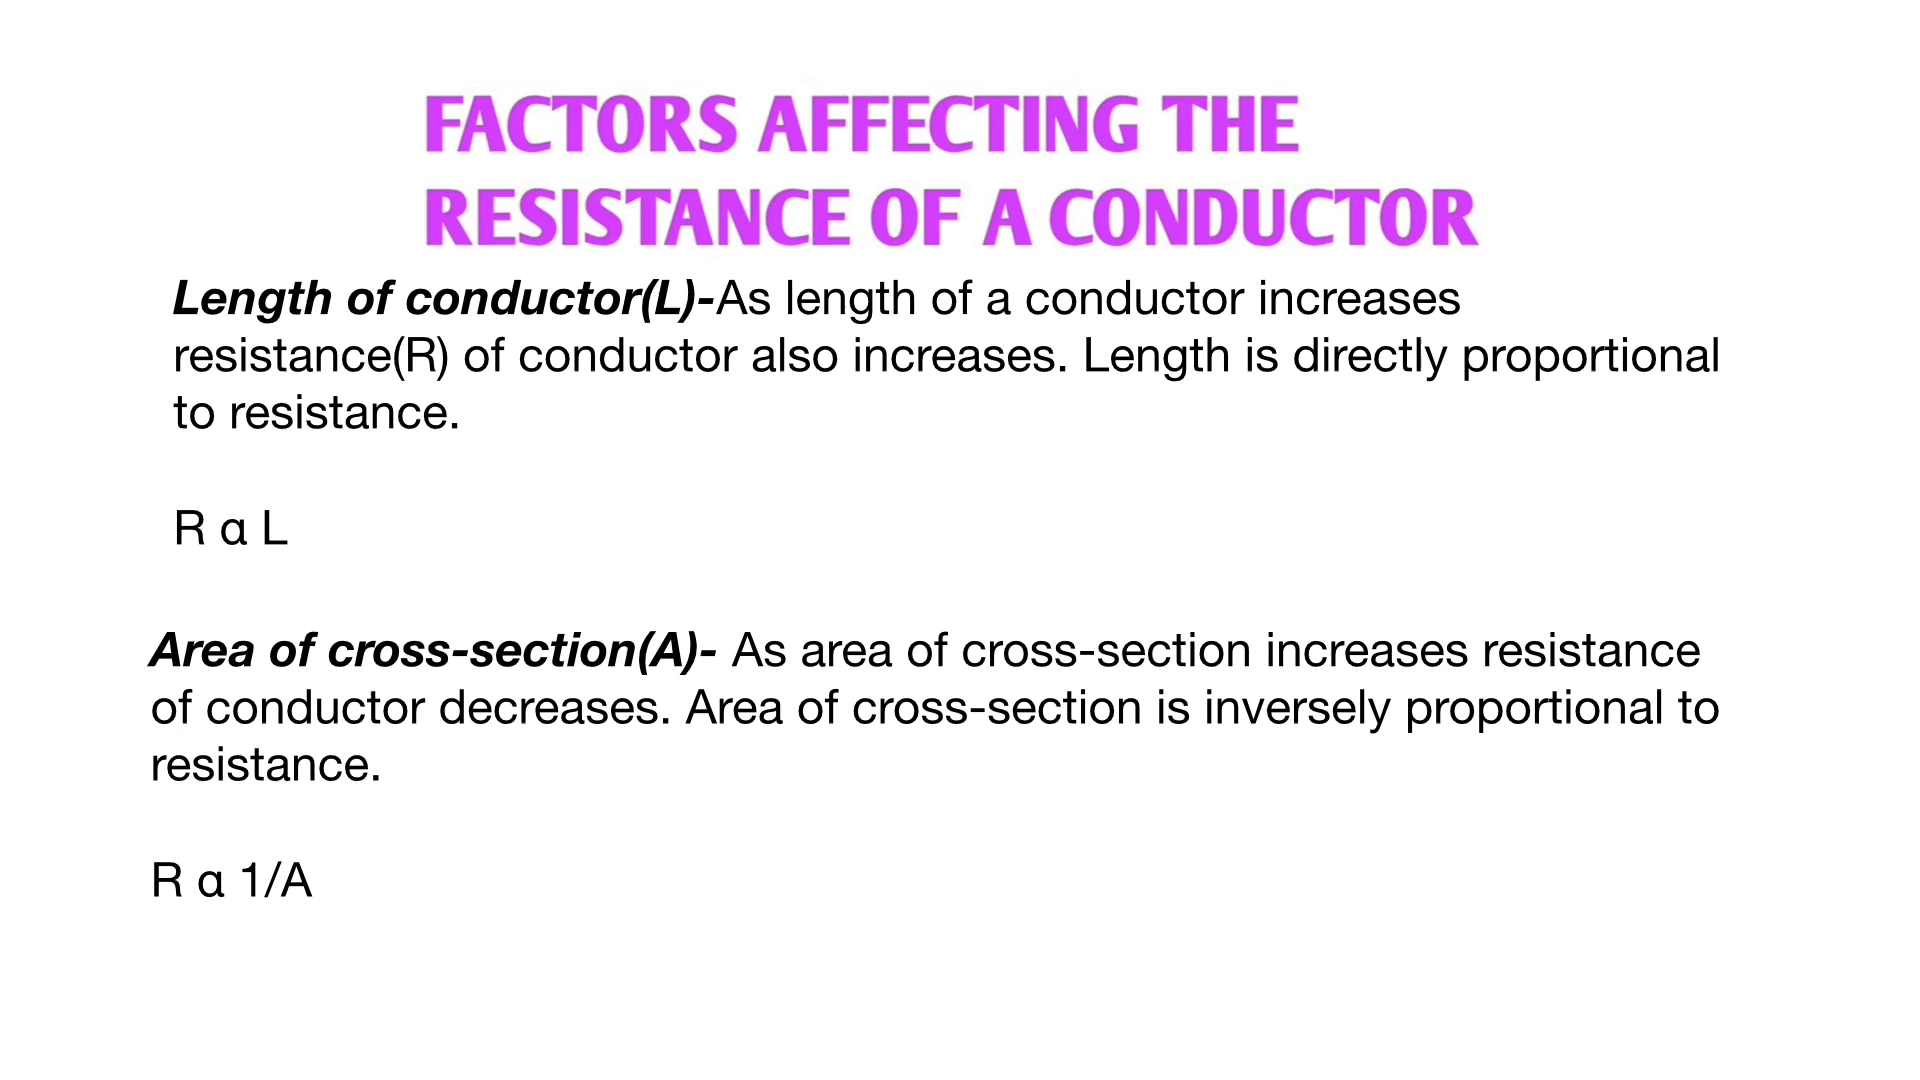 FACTORS AFFECTING THE
RESISTANCE OF A CONDUCTOR
Length of conductor(L)-As length of a conductor increases
resistance(R) of conductor also increases. Length is directly proportional
to resistance.
R α L
Area of cross-section(A)- As area of cross-section increases resistance
of conductor decreases. Area of cross-section is inversely proportional to
resistance.
R α 1/A